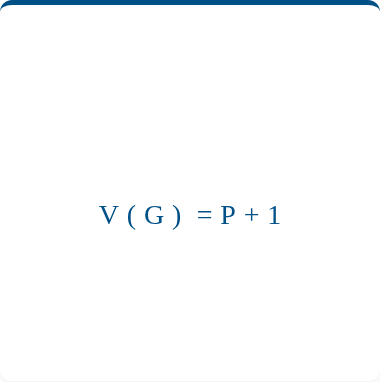 V ( G ) = P + 1